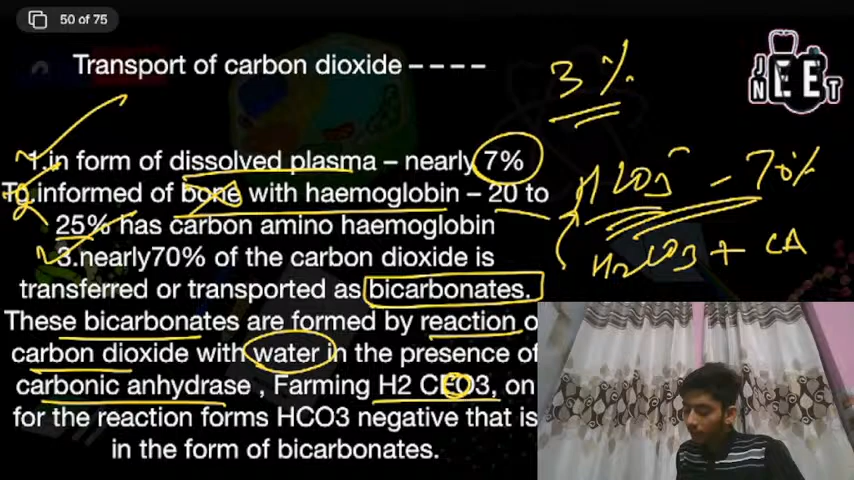 50 of 75
Transport of carbon dioxide – – – –
3 %
J
NEET
1.in form of dissolved plasma – nearly 7%
To.informed of bone with haemoglobin – 20 to
25% has carbon amino haemoglobin
HCO3⁻ – 70%
H2CO3 + CA
3.nearly70% of the carbon dioxide is
transferred or transported as bicarbonates.
These bicarbonates are formed by reaction o
carbon dioxide with water in the presence of
carbonic anhydrase , Farming H2 CFO3, on
for the reaction forms HCO3 negative that is
in the form of bicarbonates.